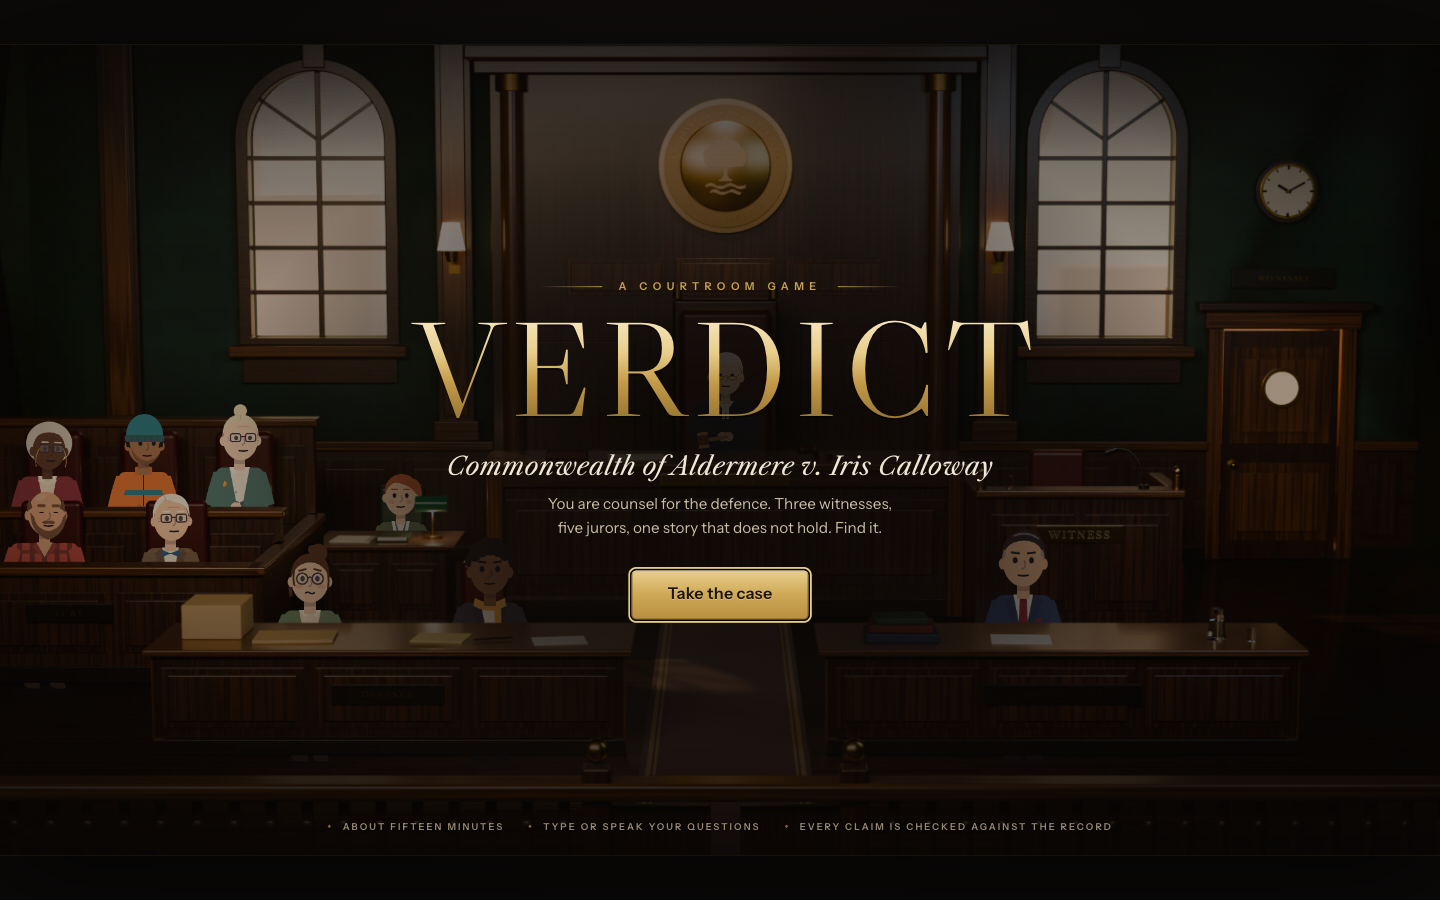 A COURTROOM GAME
VERDICT
Commonwealth of Aldermere v. Iris Calloway
You are counsel for the defence. Three witnesses,
five jurors, one story that does not hold. Find it.
WITNESS
Take the case
• ABOUT FIFTEEN MINUTES • TYPE OR SPEAK YOUR QUESTIONS • EVERY CLAIM IS CHECKED AGAINST THE RECORD